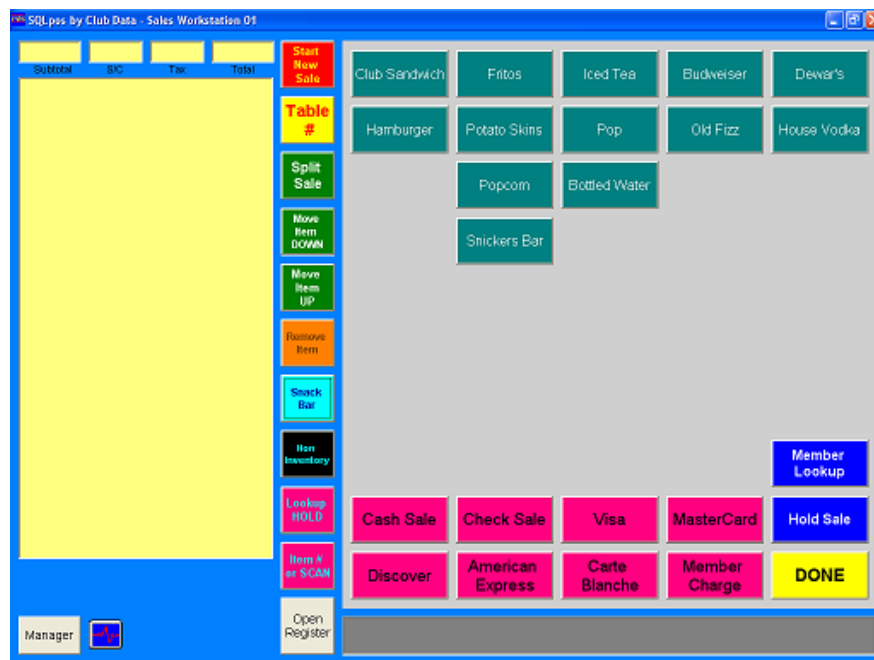 SQLpos by Club Data - Sales Workstation 01
Subtotal S/C Tax Total
Start
New
Sale
Table
#
Split
Sale
Move
Item
DOWN
Move
Item
UP
Remove
Item
Snack
Bar
Non
Inventory
Lookup
HOLD
Item #
or SCAN
Open
Register
Manager
Club Sandwich Fritos Iced Tea Budweiser Dewar's
Hamburger Potato Skins Pop Old Fizz House Vodka
Popcorn Bottled Water
Snickers Bar
Member
Lookup
Cash Sale Check Sale Visa MasterCard Hold Sale
Discover
American
Express
Carte
Blanche
Member
Charge
DONE